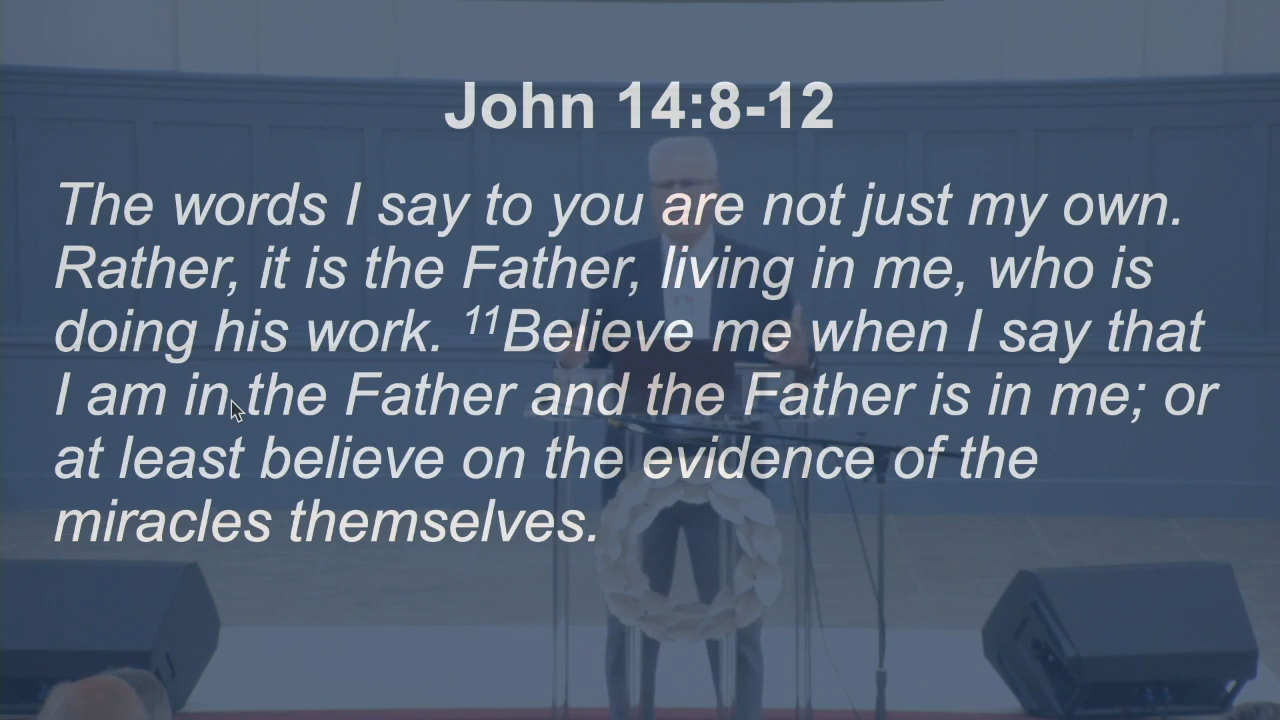 John 14:8-12
The words I say to you are not just my own.
Rather, it is the Father, living in me, who is
doing his work. 11Believe me when I say that
I am in the Father and the Father is in me; or
at least believe on the evidence of the
miracles themselves.